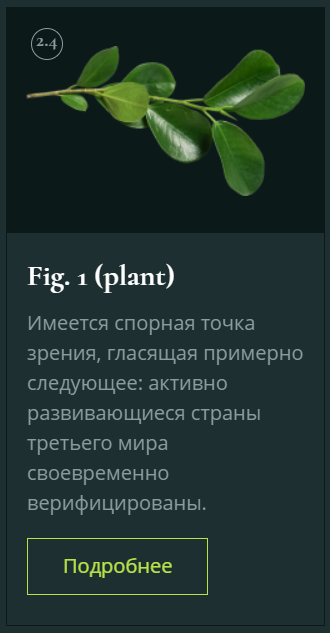 2.4
Fig. 1 (plant)
Имеется спорная точка
зрения, гласящая примерно
следующее: активно
развивающиеся страны
третьего мира
своевременно
верифицированы.
Подробнее